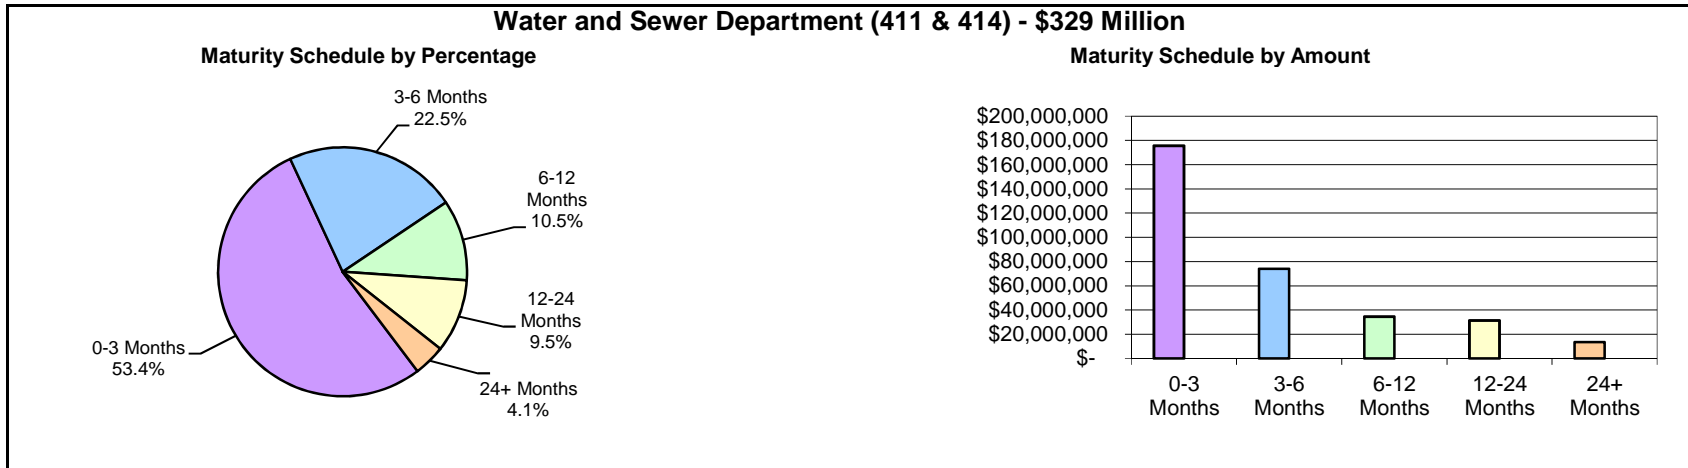 Water and Sewer Department (411 & 414) - $329 Million
Maturity Schedule by Percentage
3-6 Months
22.5%
6-12
Months
10.5%
12-24
Months
9.5%
0-3 Months
53.4%
24+ Months
4.1%
Maturity Schedule by Amount
$200,000,000
$180,000,000
$160,000,000
$140,000,000
$120,000,000
$100,000,000
$80,000,000
$60,000,000
$40,000,000
$20,000,000
$-
0-3
Months
3-6
Months
6-12
Months
12-24
Months
24+
Months